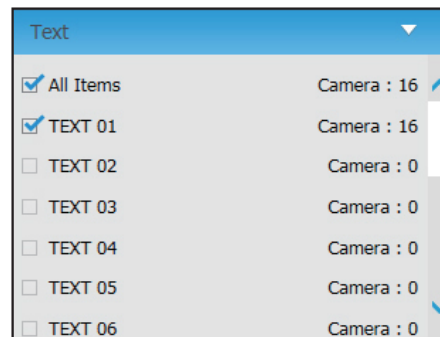 Text
All Items Camera : 16
TEXT 01 Camera : 16
TEXT 02 Camera : 0
TEXT 03 Camera : 0
TEXT 04 Camera : 0
TEXT 05 Camera : 0
TEXT 06 Camera : 0